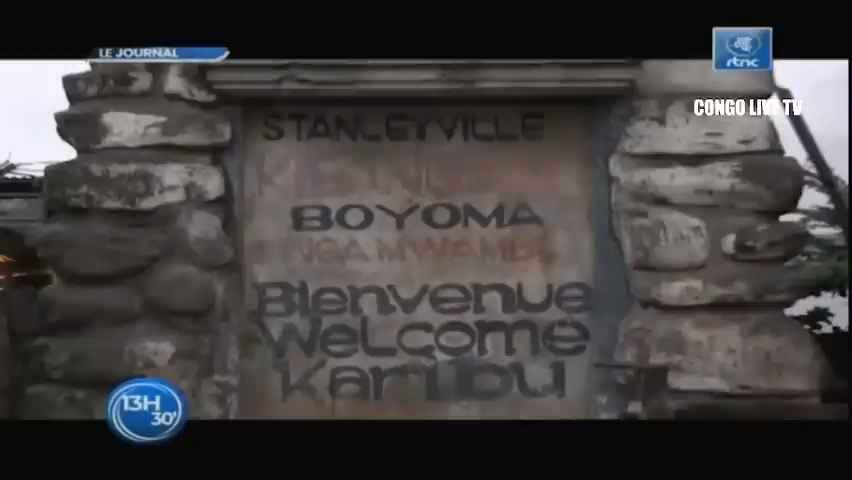 LE JOURNAL
rtnc
CONGO LIVE TV
STANLEYVILLE
BOYOMA
Bienvenue
Welcome
Karibu
13H
30'